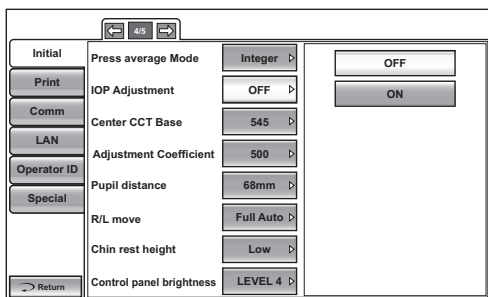 4/5
Initial
Print
Comm
LAN
Operator ID
Special
Return
Press average Mode Integer
IOP Adjustment OFF
Center CCT Base 545
Adjustment Coefficient 500
Pupil distance 68mm
R/L move Full Auto
Chin rest height Low
Control panel brightness LEVEL 4
OFF
ON